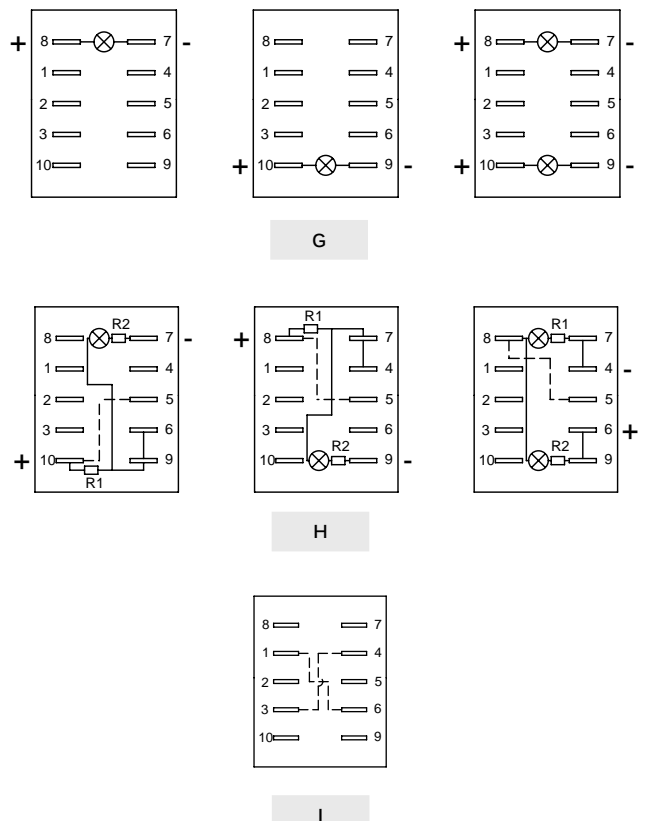 + 8 7 - 8 7 + 8 7 -
1 4 1 4 1 4
2 5 2 5 2 5
3 6 3 6 3 6
10 9 + 10 9 - + 10 9 -
G
R2 R1 R1
8 7 - + 8 7 8 7
1 4 1 4 1 4 -
2 5 2 5 2 5
3 6 3 6 3 6 +
R2 R2
+ 10 9 10 9 - 10 9
R1
H
8 7
1 4
2 5
3 6
10 9